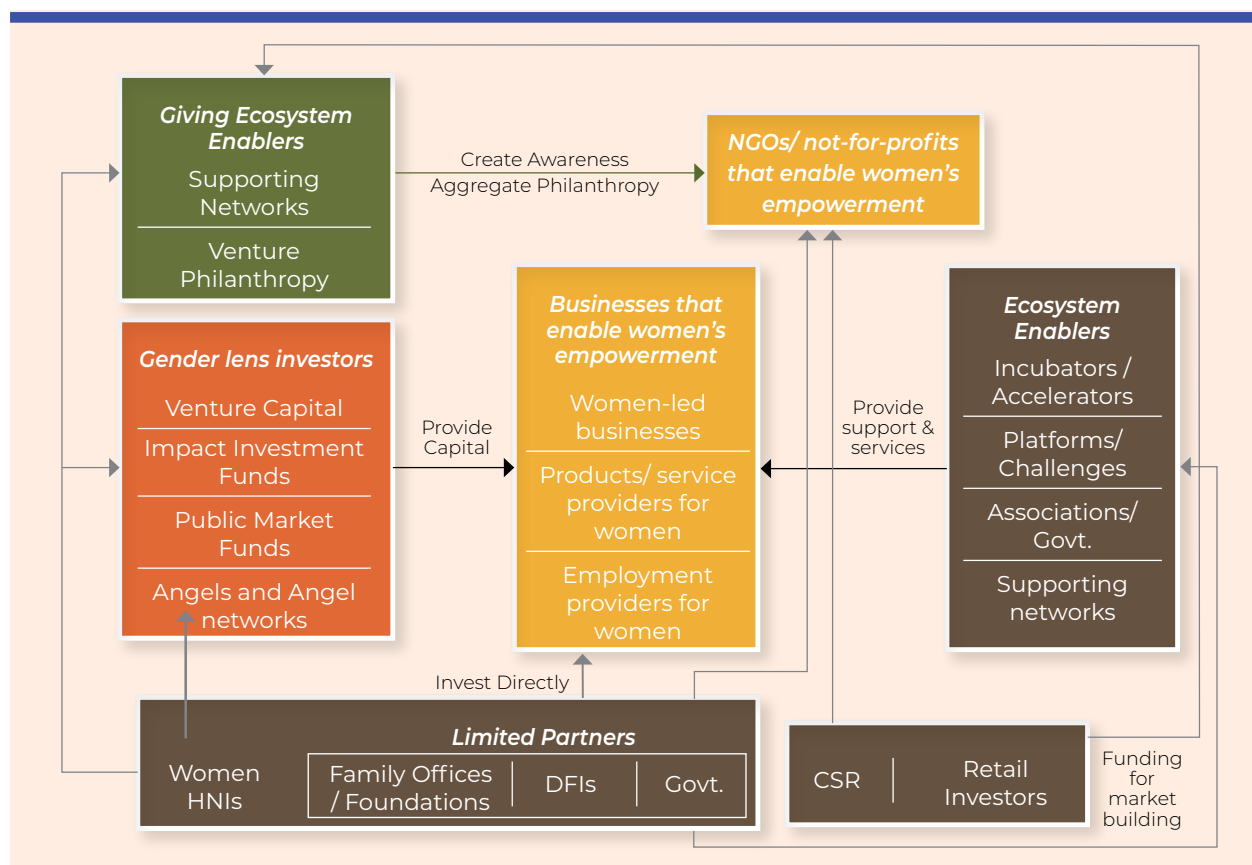 Giving Ecosystem
Enablers
Supporting
Networks
Venture
Philanthropy
Create Awareness
Aggregate Philanthropy
NGOs/ not-for-profits
that enable women’s
empowerment
Gender lens investors
Venture Capital
Impact Investment
Funds
Public Market
Funds
Angels and Angel
networks
Provide
Capital
Businesses that
enable women’s
empowerment
Women-led
businesses
Products/ service
providers for
women
Employment
providers for
women
Provide
support &
services
Ecosystem
Enablers
Incubators /
Accelerators
Platforms/
Challenges
Associations/
Govt.
Supporting
networks
Invest Directly
Limited Partners
Women
HNIs
Family Offices
/ Foundations
DFIs
Govt.
CSR
Retail
Investors
Funding
for
market
building